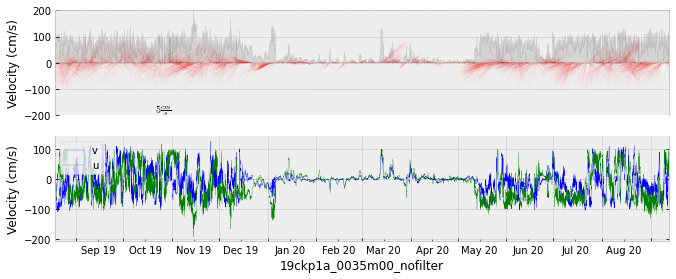 Velocity (cm/s)
200
100
0
−100
−200
5 cm/s
Velocity (cm/s)
100
0
−100
−200
v
u
Sep 19 Oct 19 Nov 19 Dec 19 Jan 20 Feb 20 Mar 20 Apr 20 May 20 Jun 20 Jul 20 Aug 20
19ckp1a_0035m00_nofilter